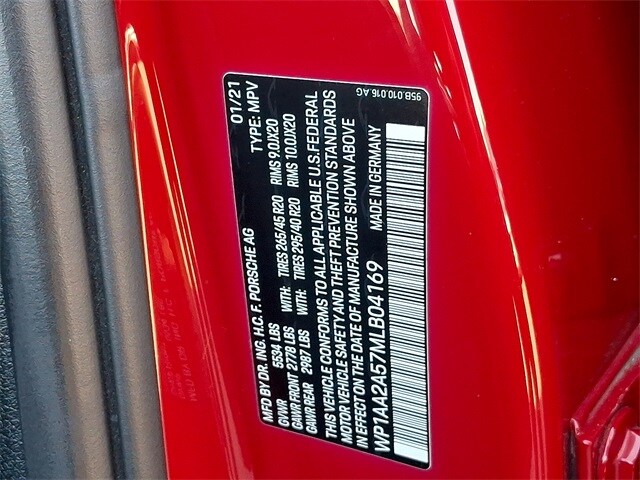 MFD BY DR. ING. H.C. F. PORSCHE AG 01/21
GVWR 5534 LBS TYPE: MPV
GAWR FRONT 2778 LBS WITH: TIRES 265/45 R20 RIMS 9.0JX20
GAWR REAR 2987 LBS WITH: TIRES 295/40 R20 RIMS 10.0JX20
THIS VEHICLE CONFORMS TO ALL APPLICABLE U.S. FEDERAL
MOTOR VEHICLE SAFETY AND THEFT PREVENTION STANDARDS
IN EFFECT ON THE DATE OF MANUFACTURE SHOWN ABOVE
WP1AA2A57MLB04169 MADE IN GERMANY
95B.010.016.AG